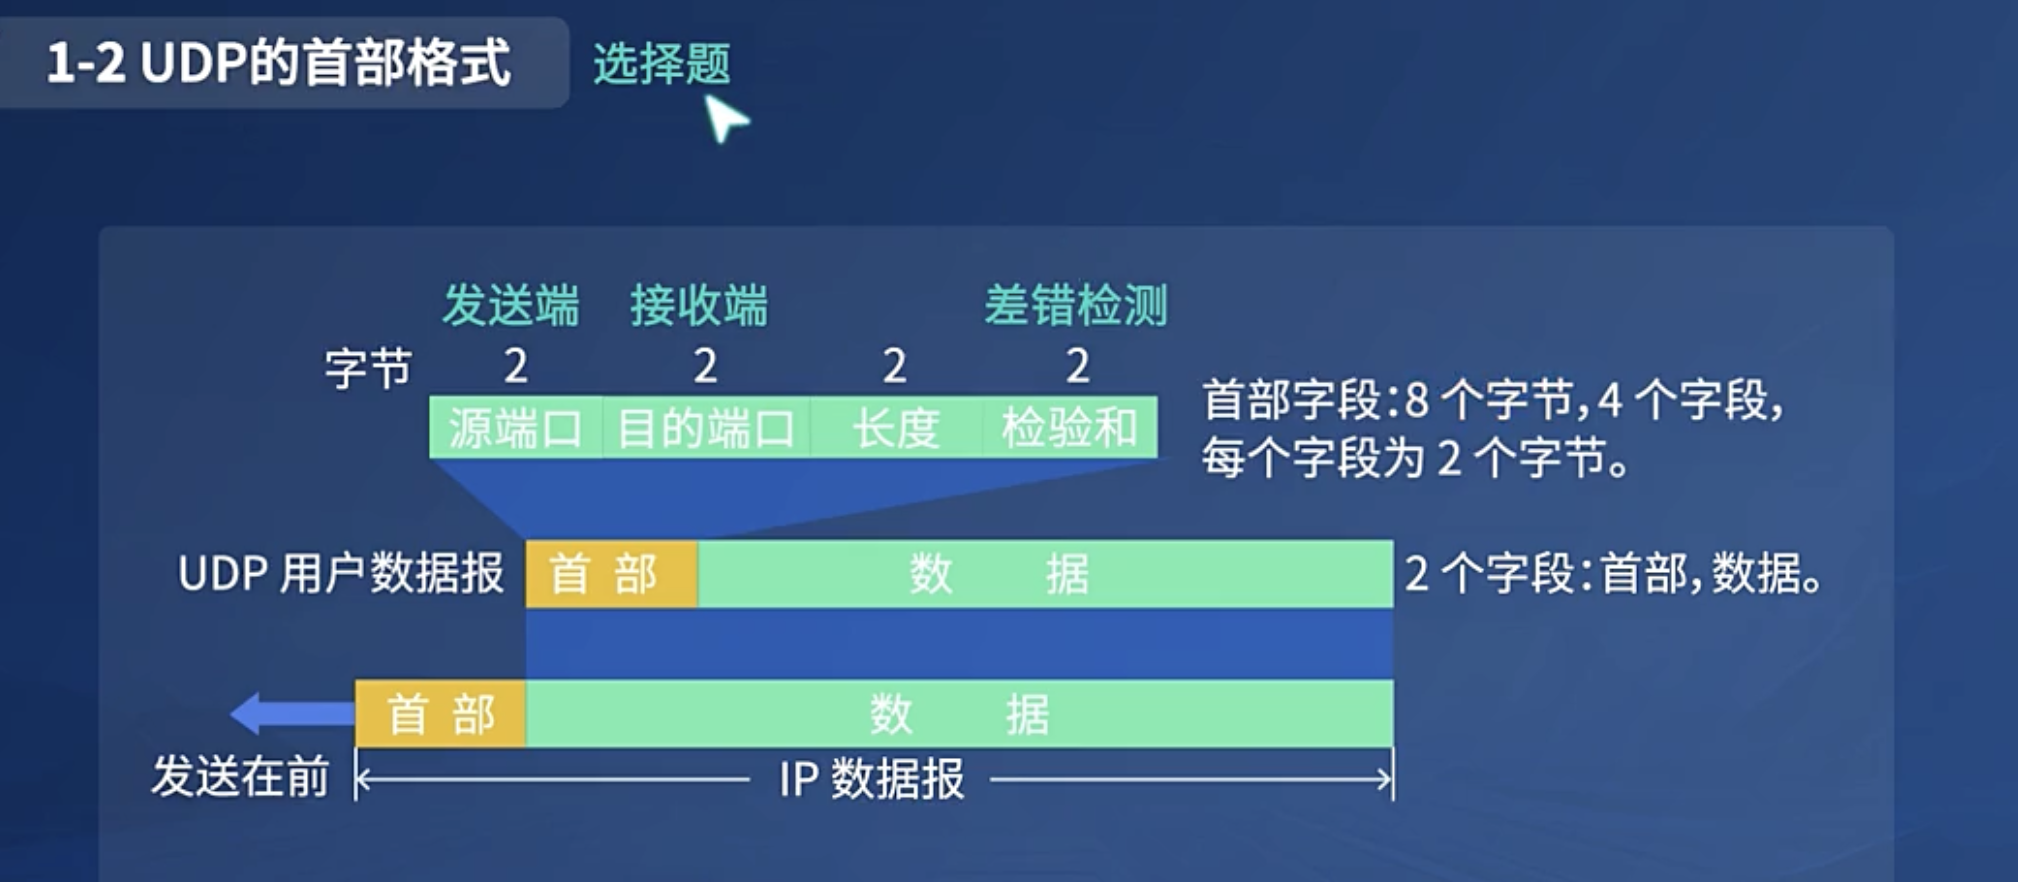 1-2 UDP的首部格式 选择题
发送端 接收端 差错检测
字节 2 2 2 2
源端口 目的端口 长度 检验和
首部字段:8 个字节,4 个字段,
每个字段为 2 个字节。
UDP 用户数据报 首部 数据 2 个字段:首部,数据。
首部 数据
发送在前 IP 数据报